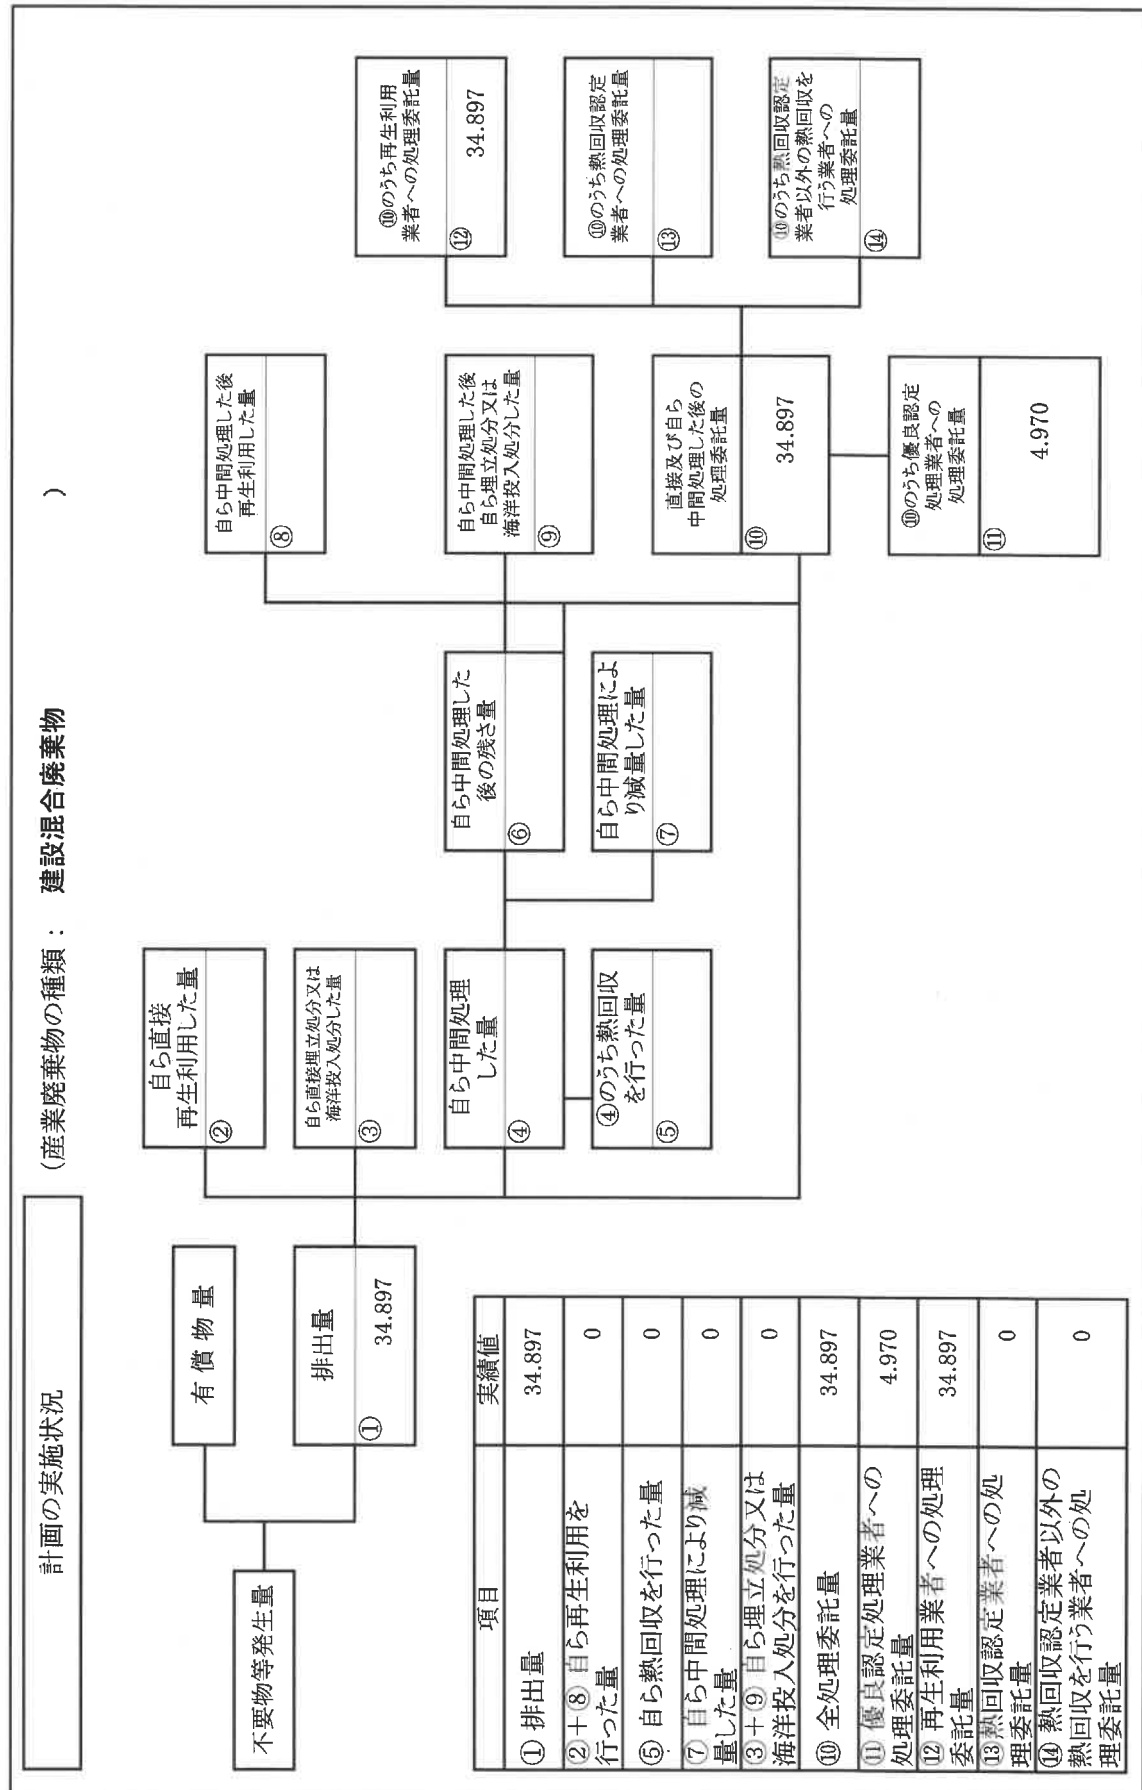 計画の実施状況
(産業廃棄物の種類： 建設混合廃棄物 )
不要物等発生量
有償物量
排出量
① 34.897
自ら直接
再生利用した量
②
自ら直接埋立処分又は
海洋投入処分した量
③
自ら中間処理
した量
④
④のうち熱回収
を行った量
⑤
自ら中間処理した
後の残さ量
⑥
自ら中間処理によ
り減量した量
⑦
自ら中間処理した後
再生利用した量
⑧
自ら中間処理した後
自ら埋立処分又は
海洋投入処分した量
⑨
直接及び自ら
中間処理した後の
処理委託量
⑩ 34.897
⑩のうち優良認定
処理業者への
処理委託量
⑪ 4.970
⑩のうち再生利用
業者への処理委託量
⑫ 34.897
⑩のうち熱回収認定
業者への処理委託量
⑬
⑩のうち熱回収認定
業者以外の熱回収を
行う業者への
処理委託量
⑭
項目 実績値
① 排出量 34.897
②＋⑧ 自ら再生利用を
行った量 0
⑤ 自ら熱回収を行った量 0
⑦ 自ら中間処理により減
量した量 0
③＋⑨ 自ら埋立処分又は
海洋投入処分を行った量 0
⑩ 全処理委託量 34.897
⑪ 優良認定処理業者への
処理委託量 4.970
⑫ 再生利用業者への処理
委託量 34.897
⑬熱回収認定業者への処
理委託量 0
⑭ 熱回収認定業者以外の
熱回収を行う業者への処
理委託量 0